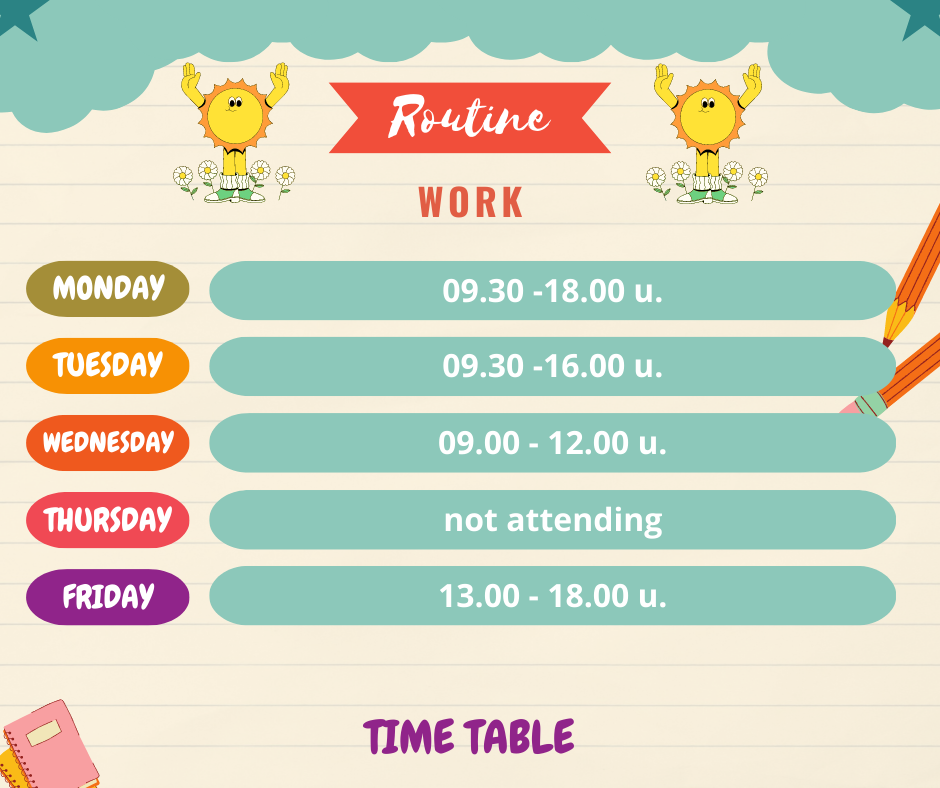 Routine
WORK
MONDAY 09.30 -18.00 u.
TUESDAY 09.30 -16.00 u.
WEDNESDAY 09.00 - 12.00 u.
THURSDAY not attending
FRIDAY 13.00 - 18.00 u.
TIME TABLE